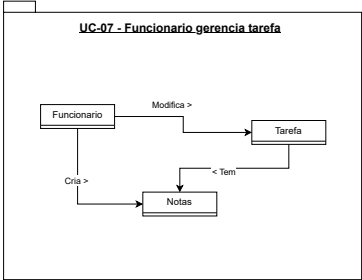 UC-07 - Funcionario gerencia tarefa
Modifica >
Funcionario
Tarefa
< Tem
Cria >
Notas